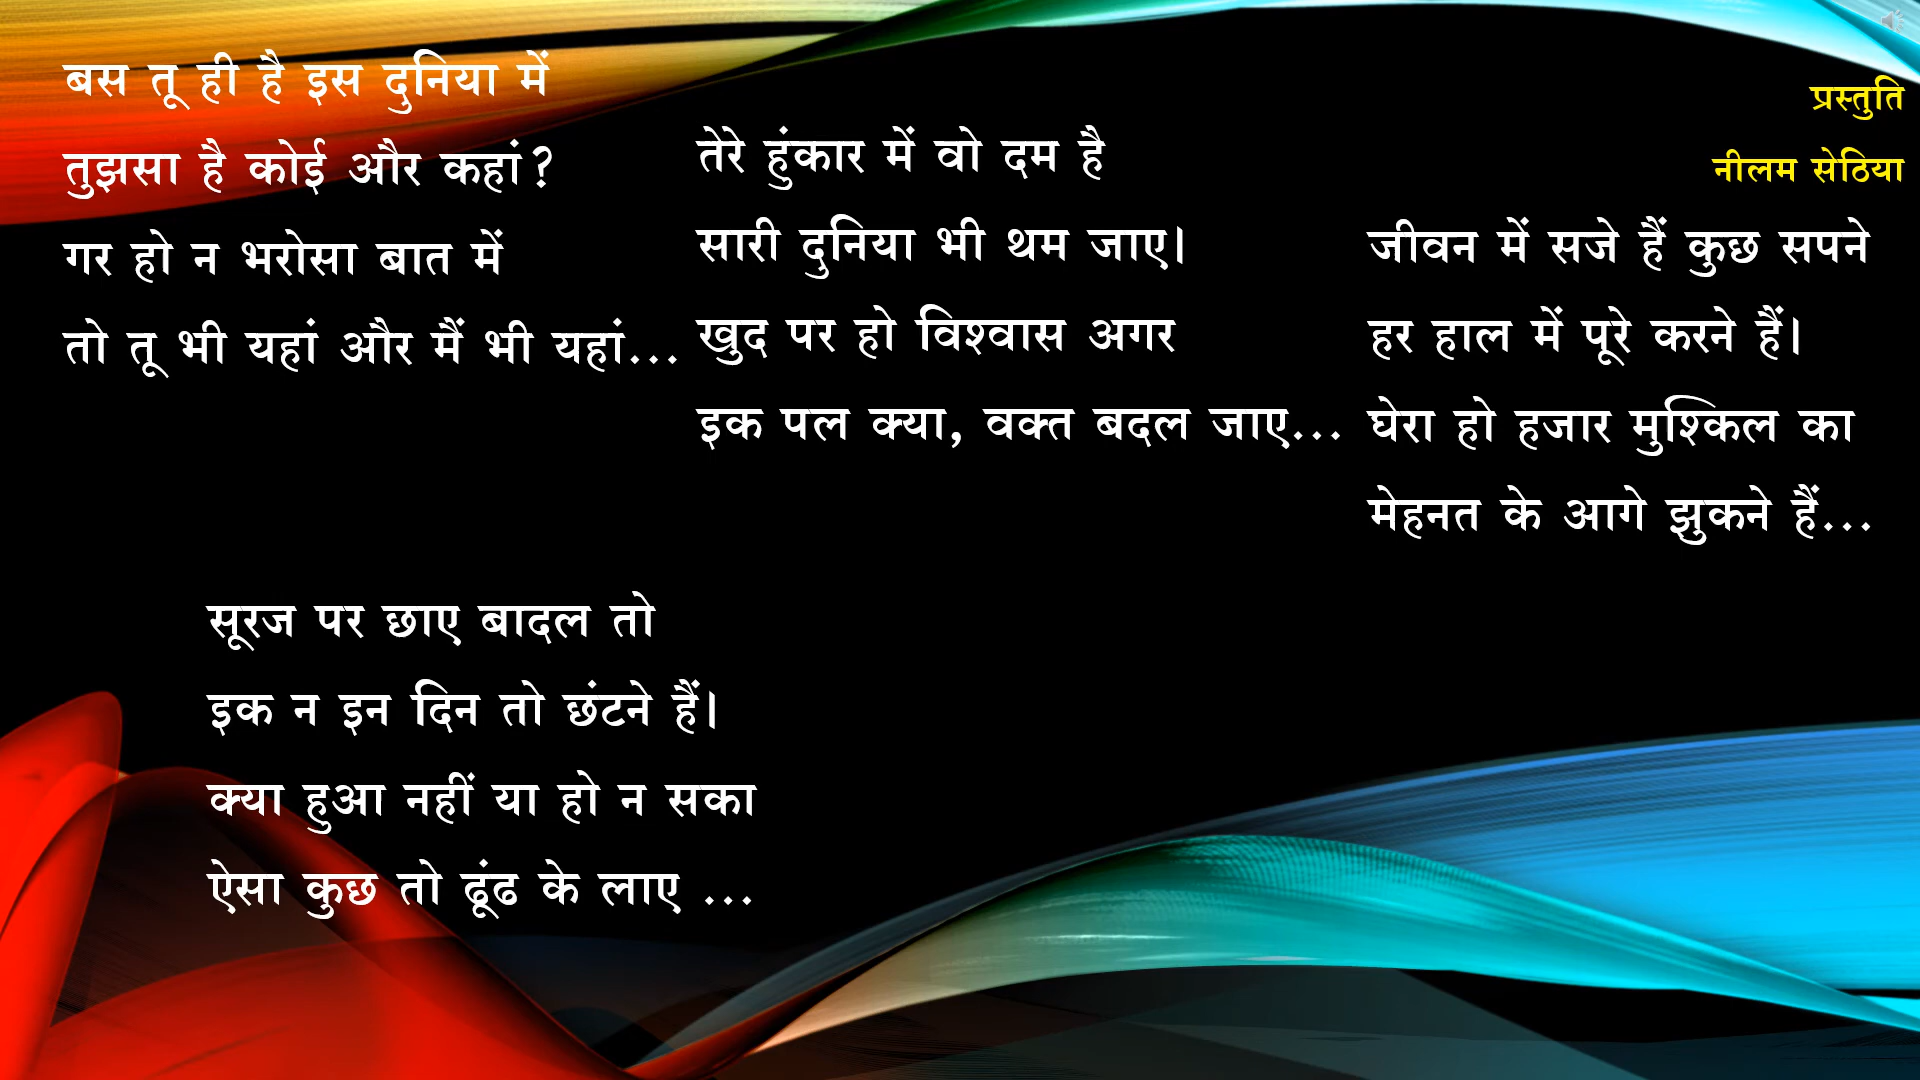 बस तू ही है इस दुनिया में
तुझसा है कोई और कहां?
गर हो न भरोसा बात में
तो तू भी यहां और मैं भी यहां...
तेरे हुंकार में वो दम है
सारी दुनिया भी थम जाए।
खुद पर हो विश्वास अगर
इक पल क्या, वक्त बदल जाए...
प्रस्तुति
नीलम सेठिया
जीवन में सजे हैं कुछ सपने
हर हाल में पूरे करने हैं।
घेरा हो हजार मुश्किल का
मेहनत के आगे झुकने हैं...
सूरज पर छाए बादल तो
इक न इन दिन तो छंटने हैं।
क्या हुआ नहीं या हो न सका
ऐसा कुछ तो ढूंढ के लाए ...